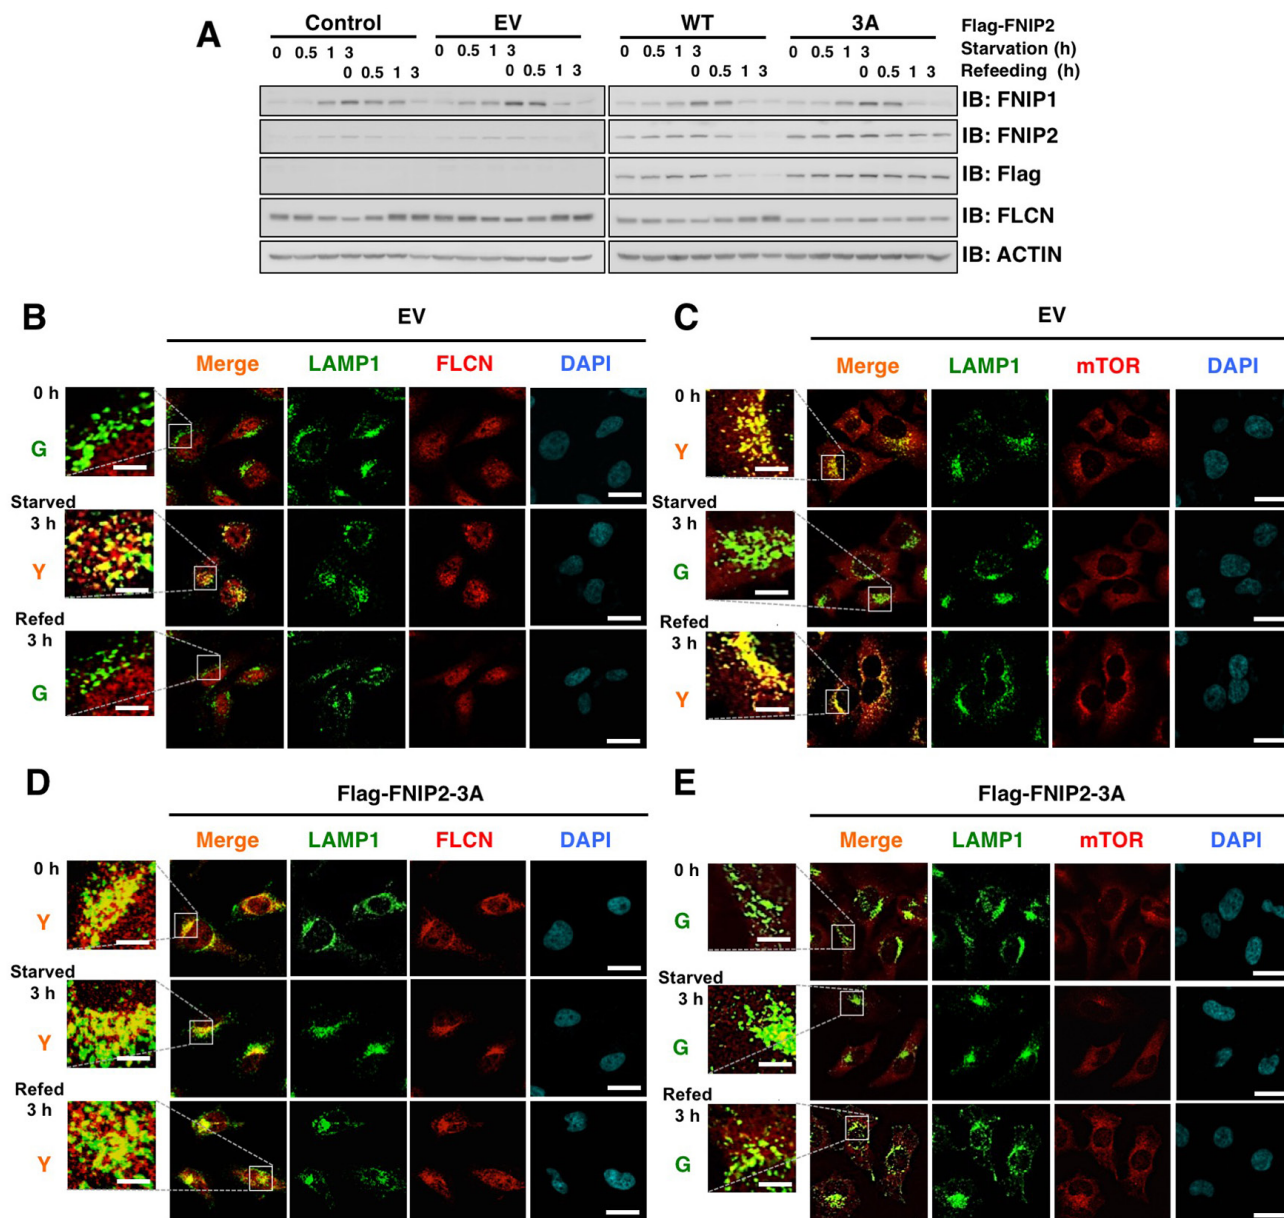 A
Control EV WT 3A Flag-FNIP2
0 0.5 1 3 0 0.5 1 3 0 0.5 1 3 0 0.5 1 3 Starvation (h)
0 0.5 1 3 0 0.5 1 3 0 0.5 1 3 0 0.5 1 3 Refeeding (h)
IB: FNIP1
IB: FNIP2
IB: Flag
IB: FLCN
IB: ACTIN
B
EV
Merge LAMP1 FLCN DAPI
0 h
G
Starved
3 h
Y
Refed
3 h
G
C
EV
Merge LAMP1 mTOR DAPI
0 h
Y
Starved
3 h
G
Refed
3 h
Y
D
Flag-FNIP2-3A
Merge LAMP1 FLCN DAPI
0 h
Y
Starved
3 h
Y
Refed
3 h
Y
E
Flag-FNIP2-3A
Merge LAMP1 mTOR DAPI
0 h
G
Starved
3 h
G
Refed
3 h
G